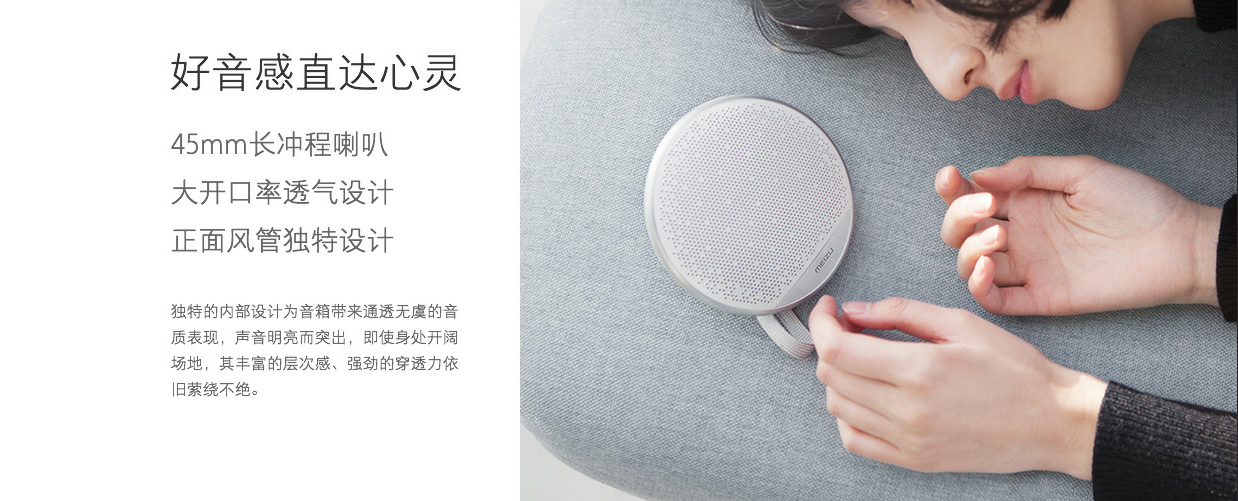 好音感直达心灵
45mm长冲程喇叭
大开口率透气设计
正面风管独特设计
独特的内部设计为音箱带来通透无虞的音
质表现，声音明亮而突出，即使身处开阔
场地，其丰富的层次感、强劲的穿透力依
旧萦绕不绝。
MEIZU